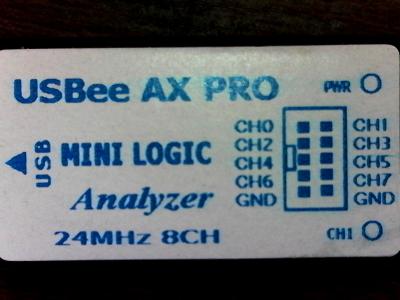 USBee AX PRO
PWR
USB
MINI LOGIC
Analyzer
24MHz 8CH
CH0 CH1
CH2 CH3
CH4 CH5
CH6 CH7
GND GND
CH1